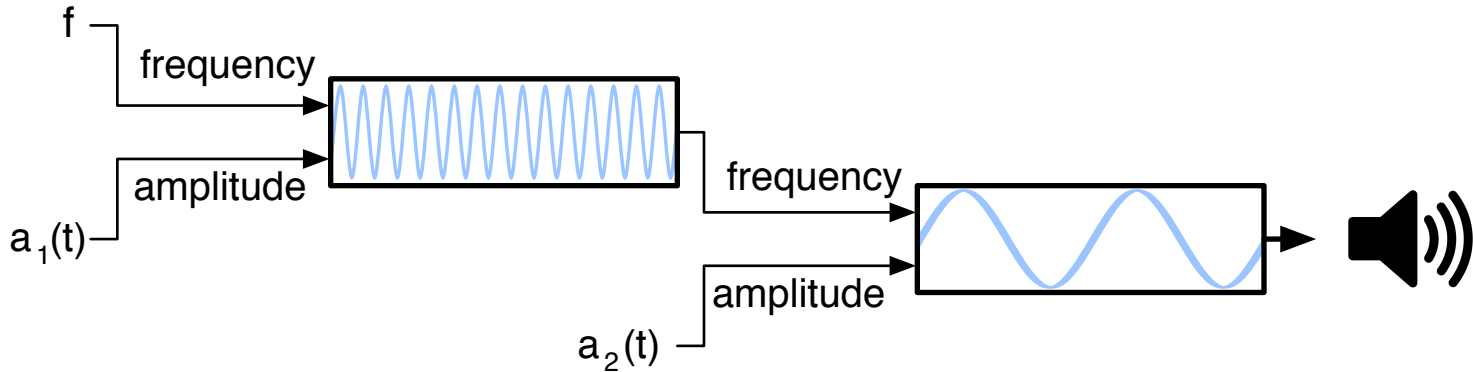 f
frequency
amplitude
a₁(t)
frequency
amplitude
a₂(t)